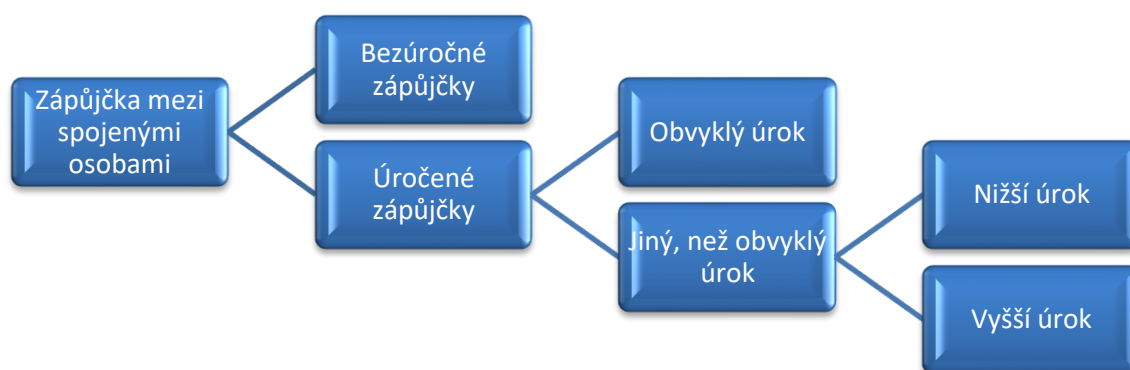 Zápůjčka mezi
spojenými
osobami
Bezúročné
zápůjčky
Úročené
zápůjčky
Obvyklý úrok
Jiný, než obvyklý
úrok
Nižší úrok
Vyšší úrok